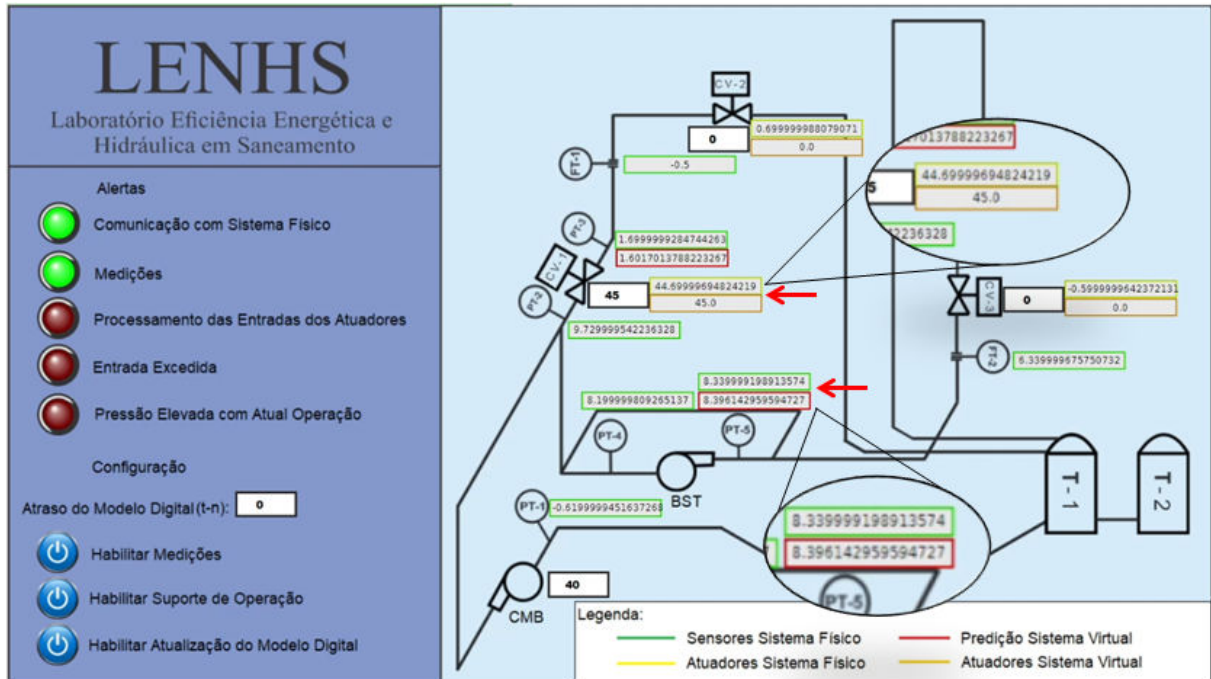 LENHS
Laboratório Eficiência Energética e
Hidráulica em Saneamento
Alertas
Comunicação com Sistema Físico
Medições
Processamento das Entradas dos Atuadores
Entrada Excedida
Pressão Elevada com Atual Operação
Configuração
Atraso do Modelo Digital (t-n): 0
Habilitar Medições
Habilitar Suporte de Operação
Habilitar Atualização do Modelo Digital
CV-2
0
0.699999988079071
0.0
FT-1
-0.5
PT-3
1.6999999284744263
1.6017013788223267
CV-1
45
44.69999694824219
45.0
PT-2
9.729999542236328
7013788223267
5
44.69999694824219
45.0
42236328
CV-3
0
-0.5999999642372131
0.0
FT-2
6.339999675750732
8.339999198913574
8.199999809265137
8.396142959594727
PT-4
PT-5
BST
PT-1
-0.6199999451637268
8.339999198913574
7
8.396142959594727
PT-5
T-1
T-2
CMB
40
Legenda:
Sensores Sistema Físico
Predição Sistema Virtual
Atuadores Sistema Físico
Atuadores Sistema Virtual